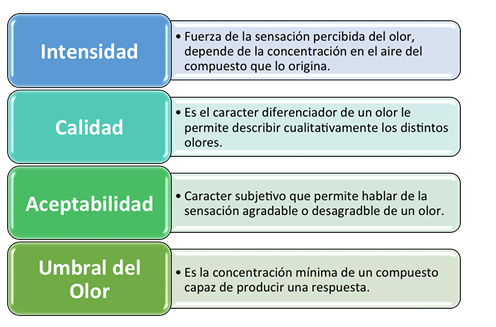 Intensidad
• Fuerza de la sensación percibida del olor,
depende de la concentración en el aire del
compuesto que lo origina.
Calidad
• Es el caracter diferenciador de un olor le
permite describir cualitativamente los distintos
olores.
Aceptabilidad
• Caracter subjetivo que permite hablar de la
sensación agradable o desagradble de un olor.
Umbral del
Olor
• Es la concentración mínima de un compuesto
capaz de producir una respuesta.